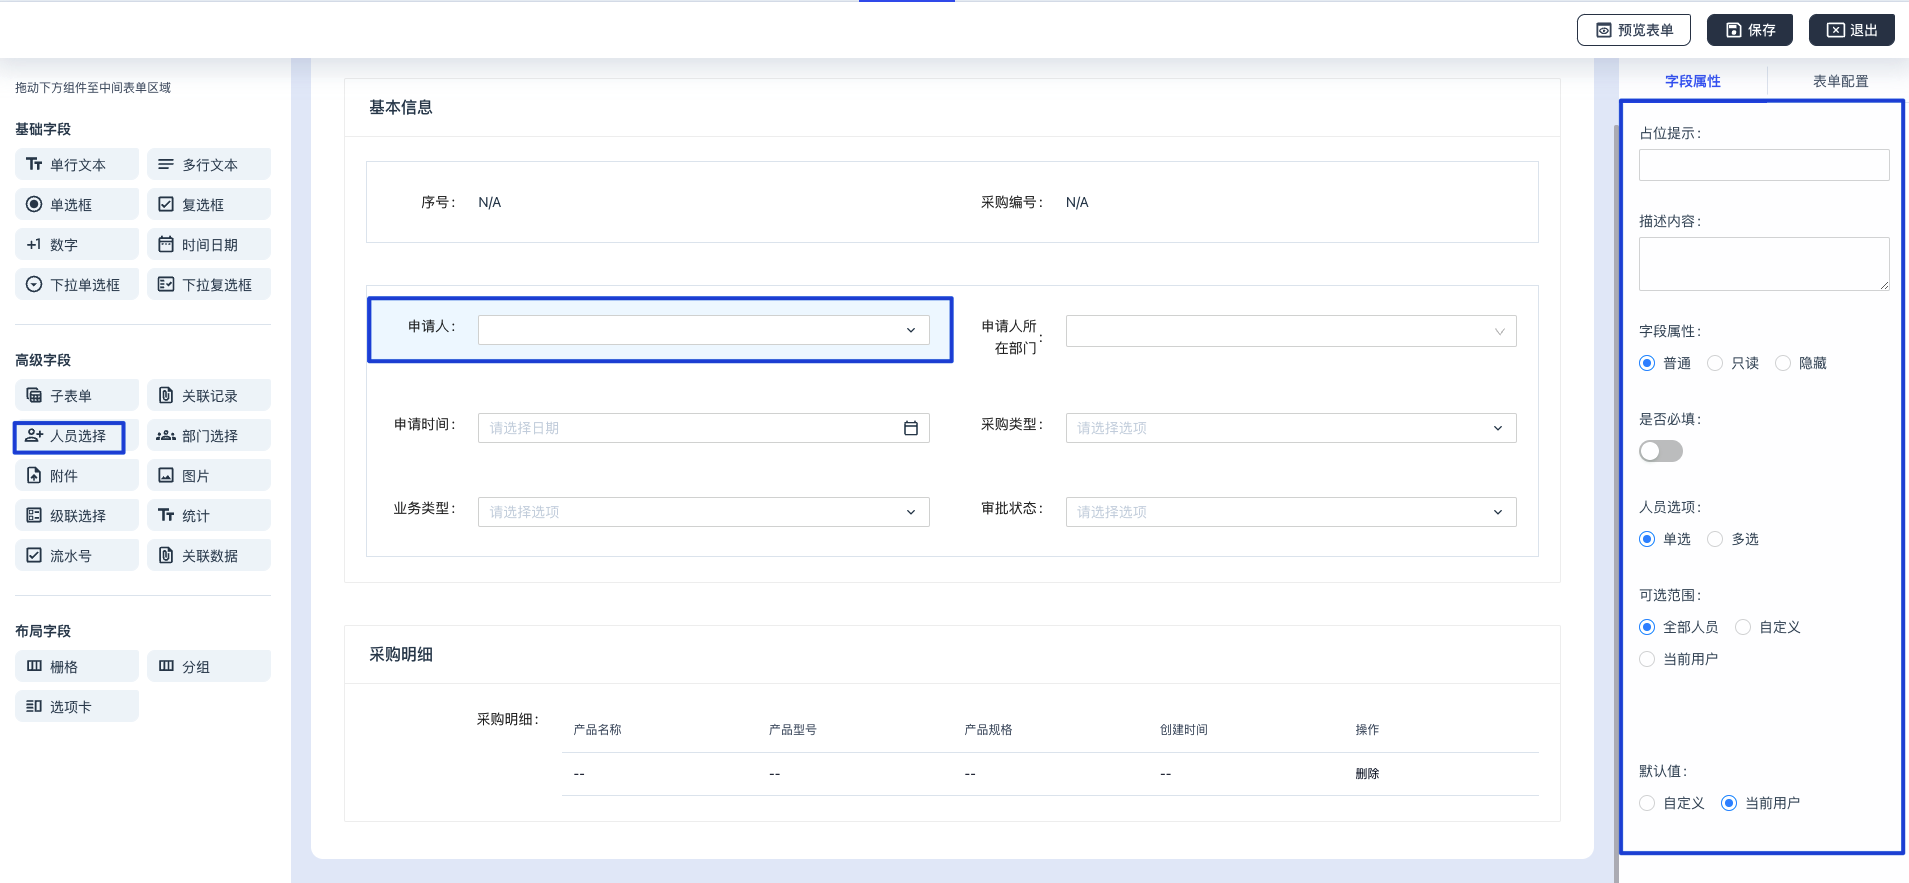 预览表单
保存
退出
拖动下方组件至中间表单区域
基础字段
单行文本
多行文本
单选框
复选框
数字
时间日期
下拉单选框
下拉复选框
高级字段
子表单
关联记录
人员选择
部门选择
附件
图片
级联选择
统计
流水号
关联数据
布局字段
栅格
分组
选项卡
基本信息
序号:
N/A
采购编号:
N/A
申请人:
申请人所在部门:
申请时间:
请选择日期
采购类型:
请选择选项
业务类型:
请选择选项
审批状态:
请选择选项
采购明细
采购明细:
产品名称
产品型号
产品规格
创建时间
操作
--
--
--
--
删除
字段属性
表单配置
占位提示:
描述内容:
字段属性:
普通
只读
隐藏
是否必填:
人员选项:
单选
多选
可选范围:
全部人员
自定义
当前用户
默认值:
自定义
当前用户